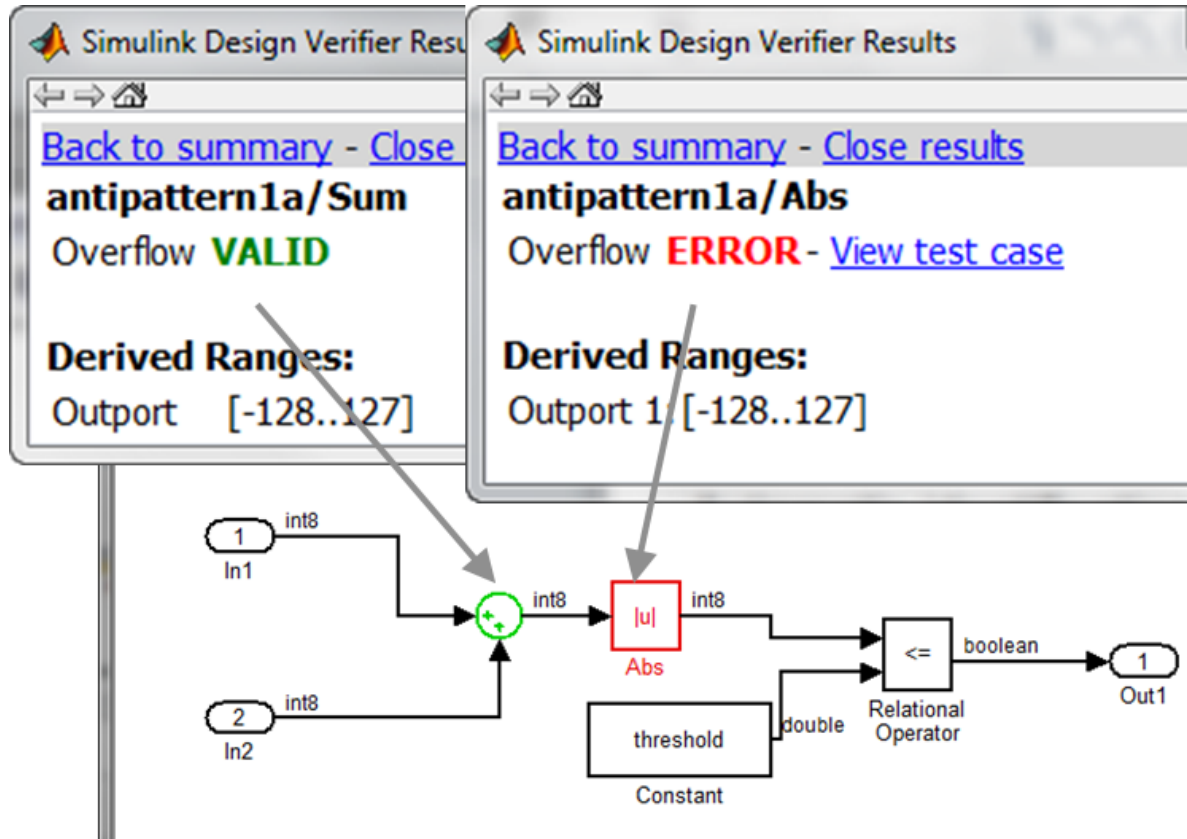 Simulink Design Verifier Resu
Back to summary - Close
antipattern1a/Sum
Overflow VALID
Derived Ranges:
Outport [-128..127]
Simulink Design Verifier Results
Back to summary - Close results
antipattern1a/Abs
Overflow ERROR - View test case
Derived Ranges:
Outport 1: [-128..127]
1
In1
int8
2
In2
int8
+
+
int8
|u|
Abs
int8
threshold
Constant
double
<=
Relational
Operator
boolean
1
Out1